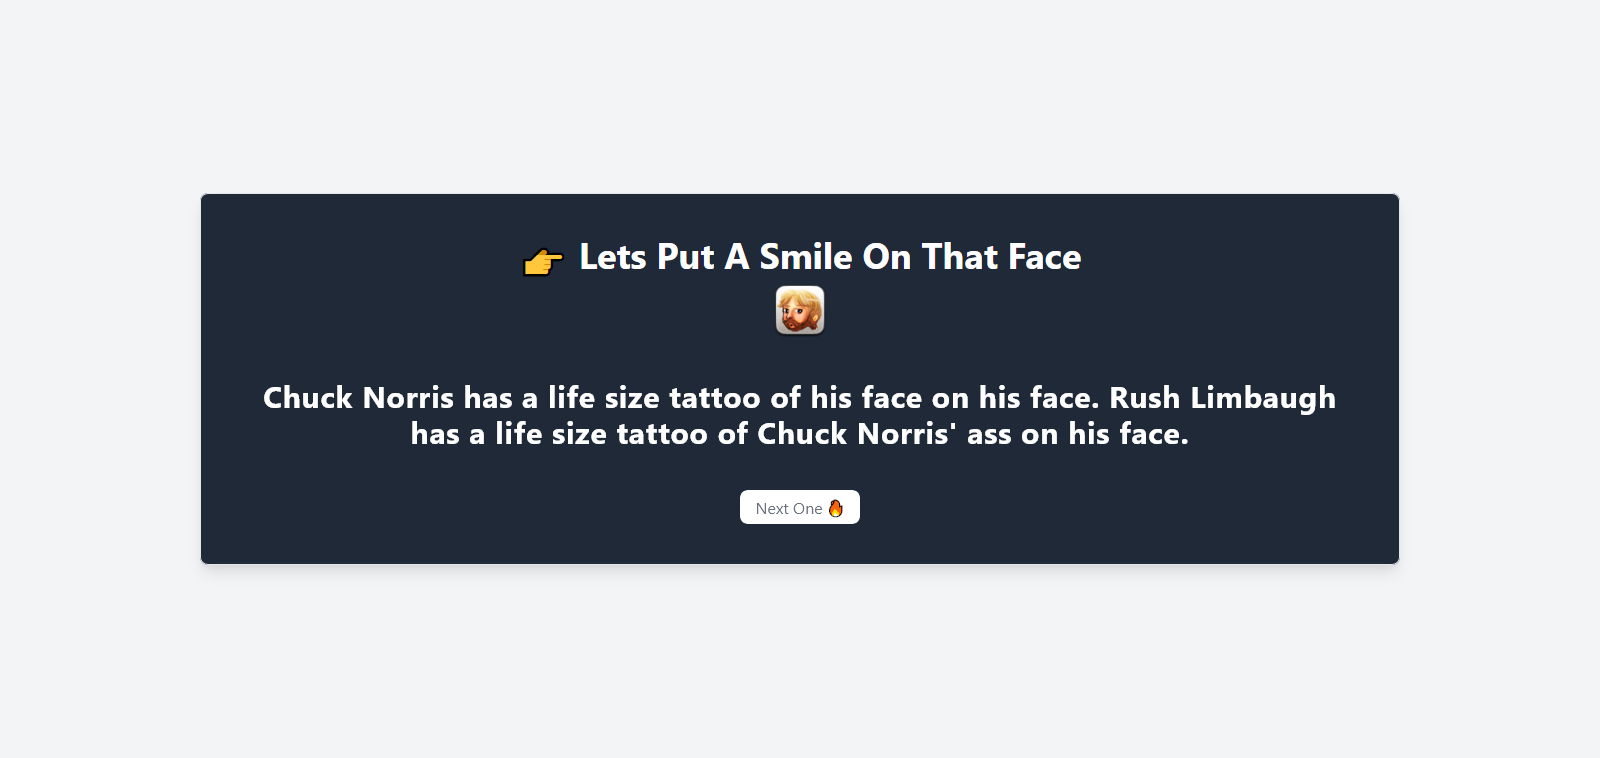 👉 Lets Put A Smile On That Face
Chuck Norris has a life size tattoo of his face on his face. Rush Limbaugh
has a life size tattoo of Chuck Norris' ass on his face.
Next One 🔥